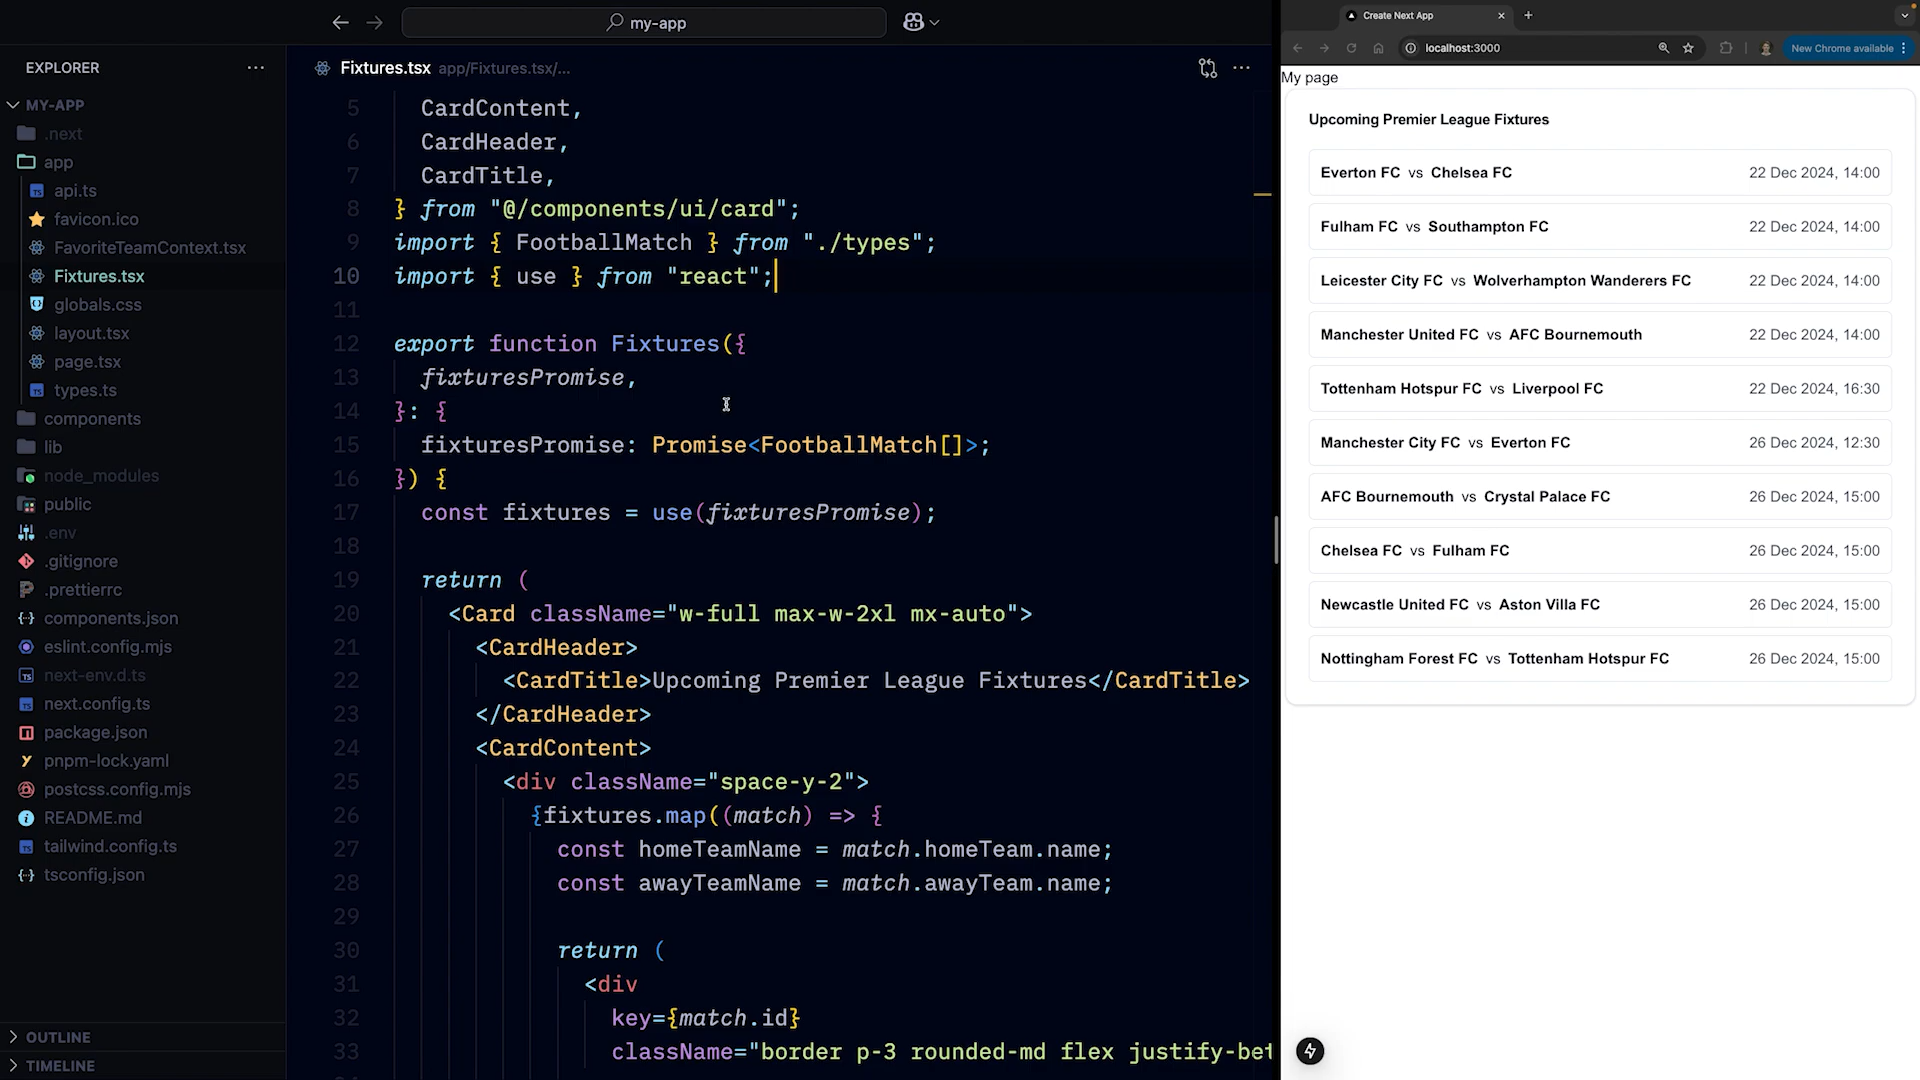 my-app
EXPLORER
MY-APP
.next
app
api.ts
favicon.ico
FavoriteTeamContext.tsx
Fixtures.tsx
globals.css
layout.tsx
page.tsx
types.ts
components
lib
node_modules
public
.env
.gitignore
.prettierrc
components.json
eslint.config.mjs
next-env.d.ts
next.config.ts
package.json
pnpm-lock.yaml
postcss.config.mjs
README.md
tailwind.config.ts
tsconfig.json
OUTLINE
TIMELINE
Fixtures.tsx app/Fixtures.tsx/...
5 CardContent,
6 CardHeader,
7 CardTitle,
8 } from "@/components/ui/card";
9 import { FootballMatch } from "./types";
10 import { use } from "react";
11
12 export function Fixtures({
13 fixturesPromise,
14 }: {
15 fixturesPromise: Promise<FootballMatch[]>;
16 }) {
17 const fixtures = use(fixturesPromise);
18
19 return (
20 <Card className="w-full max-w-2xl mx-auto">
21 <CardHeader>
22 <CardTitle>Upcoming Premier League Fixtures</CardTitle>
23 </CardHeader>
24 <CardContent>
25 <div className="space-y-2">
26 {fixtures.map((match) => {
27 const homeTeamName = match.homeTeam.name;
28 const awayTeamName = match.awayTeam.name;
29
30 return (
31 <div
32 key={match.id}
33 className="border p-3 rounded-md flex justify-bet
Create Next App
localhost:3000
New Chrome available
My page
Upcoming Premier League Fixtures
Everton FC vs Chelsea FC 22 Dec 2024, 14:00
Fulham FC vs Southampton FC 22 Dec 2024, 14:00
Leicester City FC vs Wolverhampton Wanderers FC 22 Dec 2024, 14:00
Manchester United FC vs AFC Bournemouth 22 Dec 2024, 14:00
Tottenham Hotspur FC vs Liverpool FC 22 Dec 2024, 16:30
Manchester City FC vs Everton FC 26 Dec 2024, 12:30
AFC Bournemouth vs Crystal Palace FC 26 Dec 2024, 15:00
Chelsea FC vs Fulham FC 26 Dec 2024, 15:00
Newcastle United FC vs Aston Villa FC 26 Dec 2024, 15:00
Nottingham Forest FC vs Tottenham Hotspur FC 26 Dec 2024, 15:00